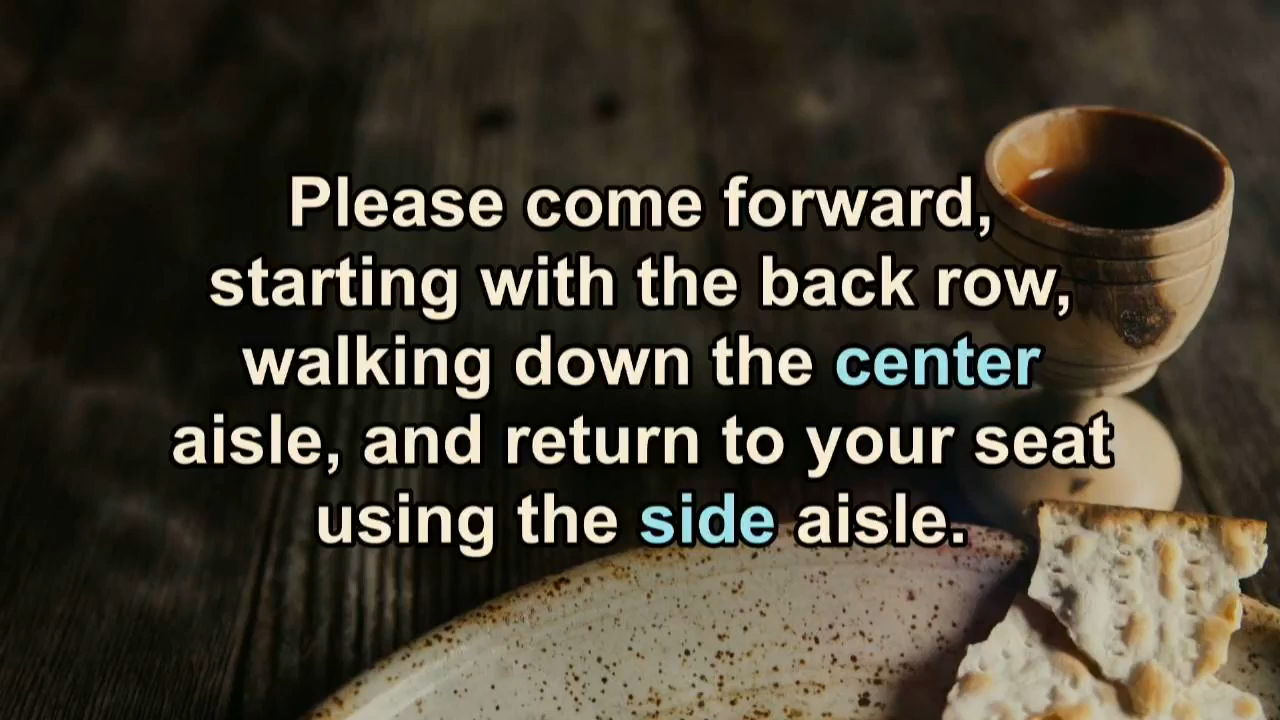 Please come forward,
starting with the back row,
walking down the center
aisle, and return to your seat
using the side aisle.